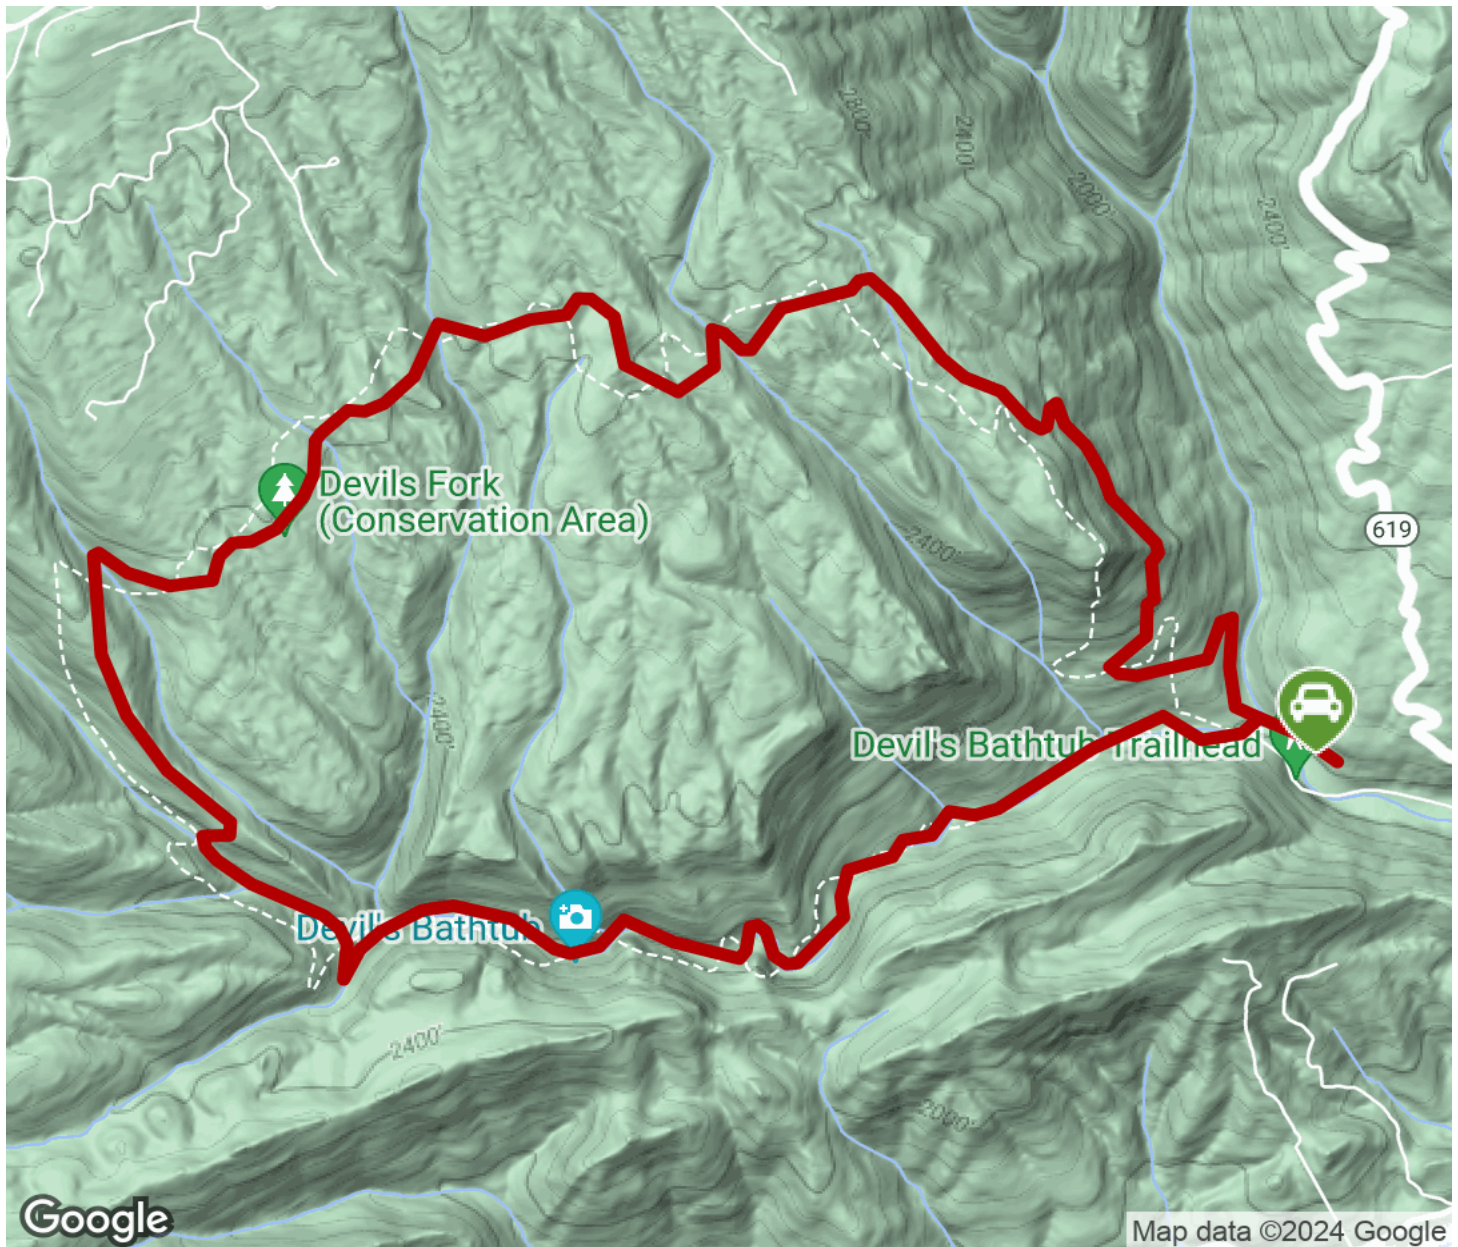 2800'
2400'
2000'
2400'
Devils Fork
(Conservation Area)
619
2400'
2400'
Devil's Bathtub Trailhead
Devil's Bathtub
2400'
2000'
Google
Map data ©2024 Google